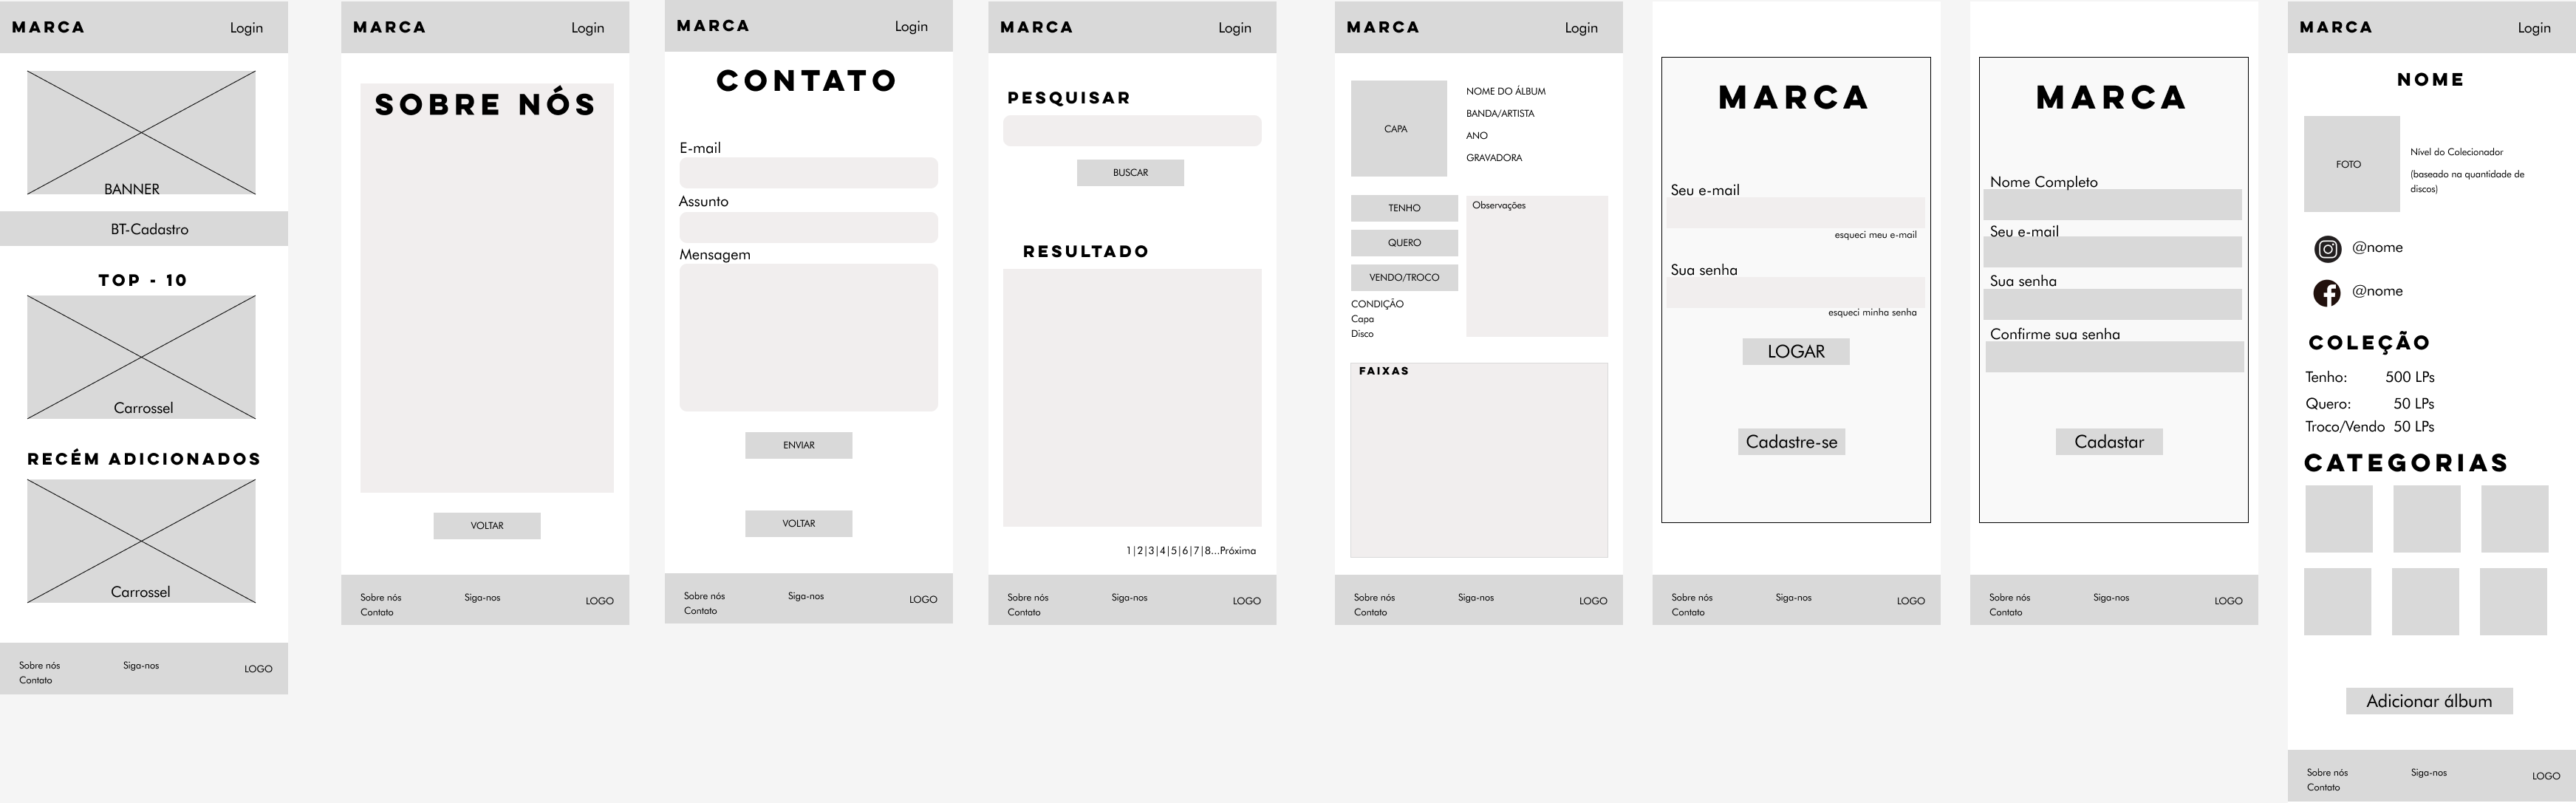 MARCA
Login
BANNER
BT-Cadastro
TOP - 10
Carrossel
RECÉM ADICIONADOS
Carrossel
Sobre nós
Contato
Siga-nos
LOGO
MARCA
Login
SOBRE NÓS
VOLTAR
Sobre nós
Contato
Siga-nos
LOGO
MARCA
Login
CONTATO
E-mail
Assunto
Mensagem
ENVIAR
VOLTAR
Sobre nós
Contato
Siga-nos
LOGO
MARCA
Login
PESQUISAR
BUSCAR
RESULTADO
1|2|3|4|5|6|7|8...Próxima
Sobre nós
Contato
Siga-nos
LOGO
MARCA
Login
CAPA
NOME DO ÁLBUM
BANDA/ARTISTA
ANO
GRAVADORA
TENHO
QUERO
VENDO/TROCO
CONDIÇÃO
Capa
Disco
Observações
FAIXAS
Sobre nós
Contato
Siga-nos
LOGO
MARCA
Seu e-mail
esqueci meu e-mail
Sua senha
esqueci minha senha
LOGAR
Cadastre-se
Sobre nós
Contato
Siga-nos
LOGO
MARCA
Nome Completo
Seu e-mail
Sua senha
Confirme sua senha
Cadastar
Sobre nós
Contato
Siga-nos
LOGO
MARCA
Login
NOME
FOTO
Nível do Colecionador
(baseado na quantidade de
discos)
@nome
@nome
COLEÇÃO
Tenho: 500 LPs
Quero: 50 LPs
Troco/Vendo 50 LPs
CATEGORIAS
Adicionar álbum
Sobre nós
Contato
Siga-nos
LOGO